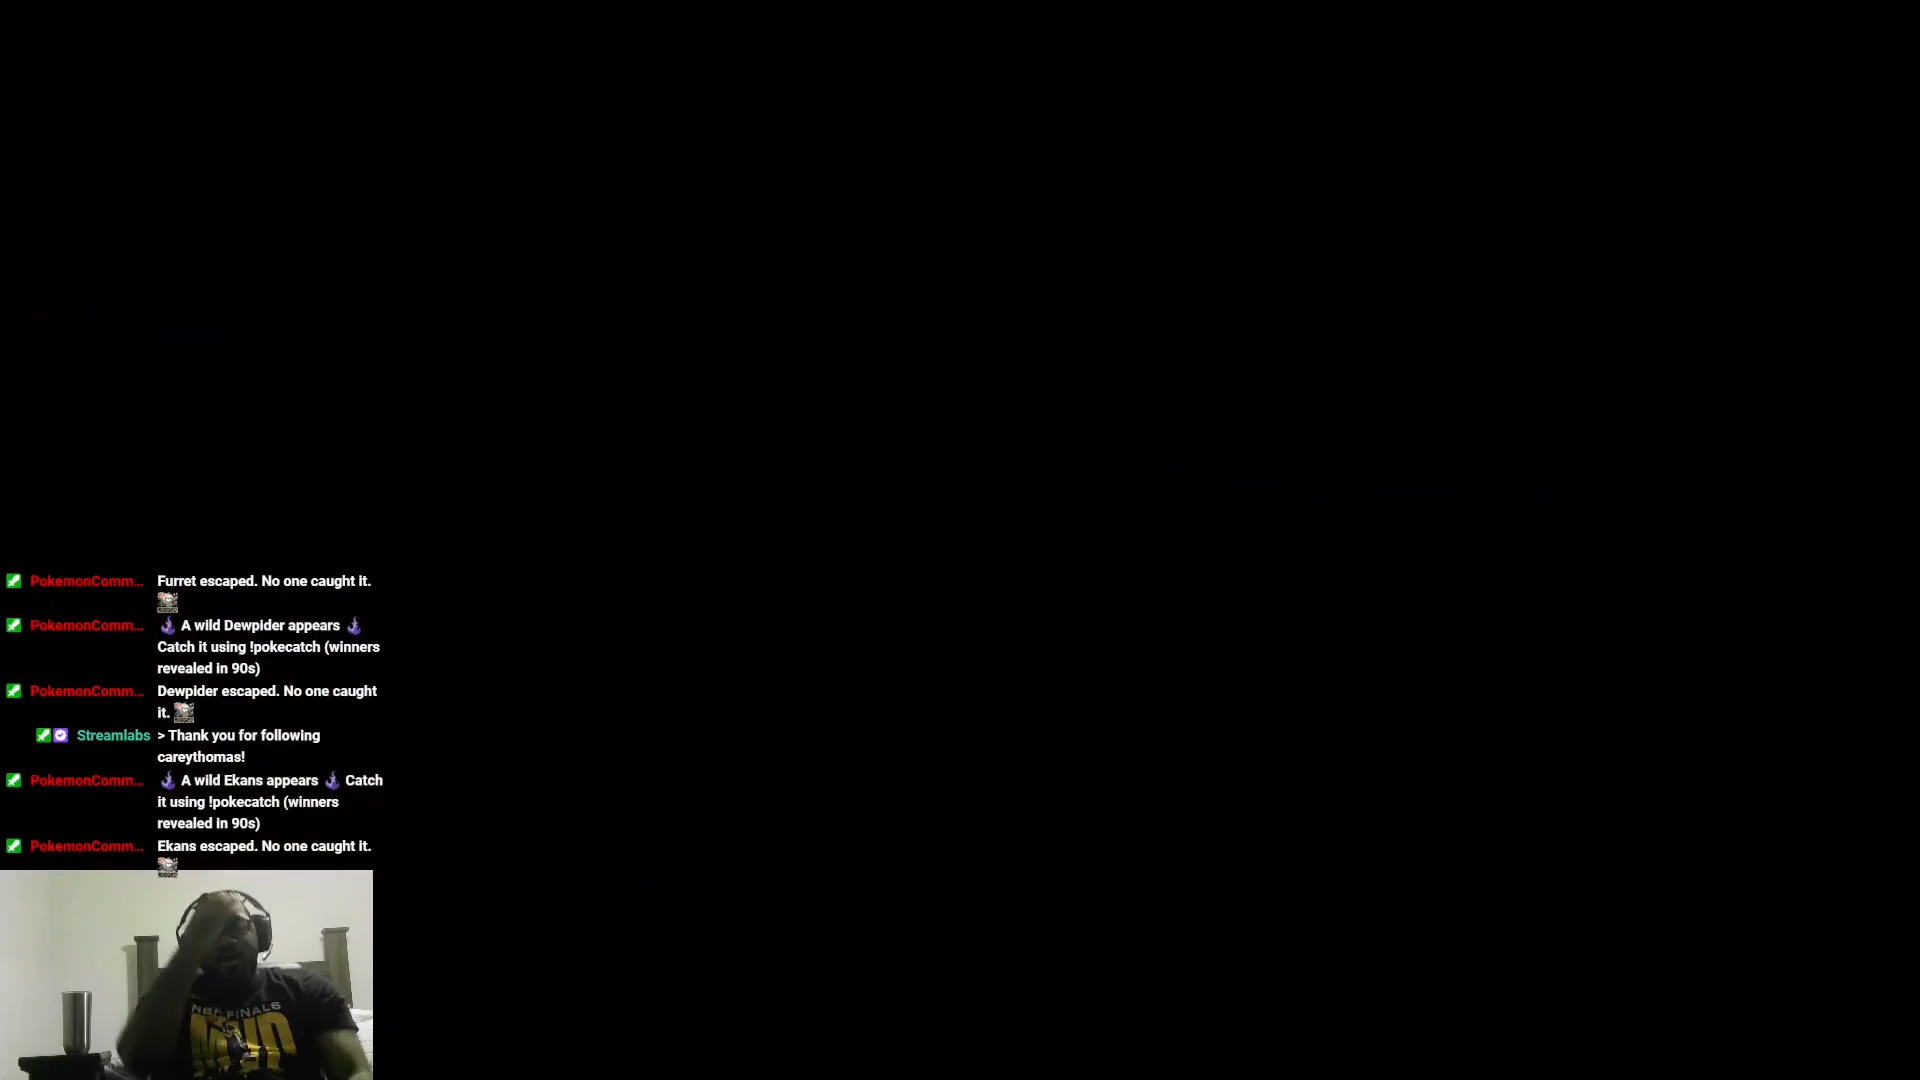 PokemonComm... Furret escaped. No one caught it.
PokemonComm... A wild Dewpider appears
Catch it using !pokecatch (winners
revealed in 90s)
PokemonComm... Dewpider escaped. No one caught
it.
Streamlabs > Thank you for following
careythomas!
PokemonComm... A wild Ekans appears Catch
it using !pokecatch (winners
revealed in 90s)
PokemonComm... Ekans escaped. No one caught it.
NBA FINALS